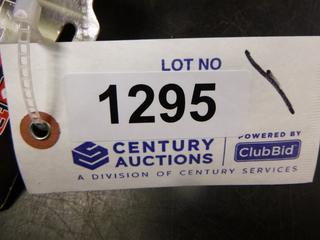 LOT NO
1295
CENTURY
AUCTIONS
POWERED BY
ClubBid
A DIVISION OF CENTURY SERVICES